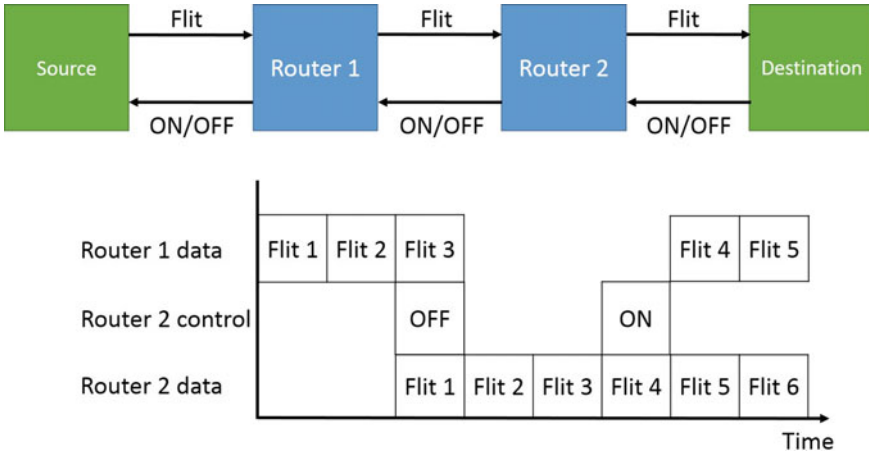 Flit Flit Flit
Source Router 1 Router 2 Destination
ON/OFF ON/OFF ON/OFF
Router 1 data Flit 1 Flit 2 Flit 3 Flit 4 Flit 5
Router 2 control OFF ON
Router 2 data Flit 1 Flit 2 Flit 3 Flit 4 Flit 5 Flit 6
Time